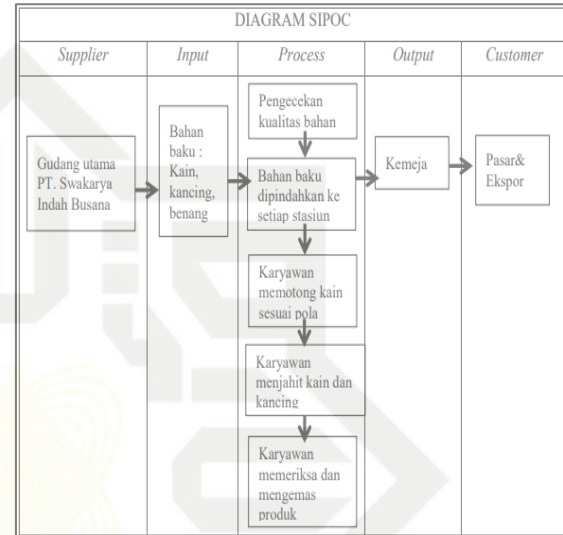 DIAGRAM SIPOC
Supplier
Input
Process
Output
Customer
Gudang utama
PT. Swakarya
Indah Busana
Bahan
baku :
Kain,
kancing,
benang
Pengecekan
kualitas bahan
Bahan baku
dipindahkan ke
setiap stasiun
Karyawan
memotong kain
sesuai pola
Karyawan
menjahit kain dan
kancing
Karyawan
memeriksa dan
mengemas
produk
Kemeja
Pasar&
Ekspor